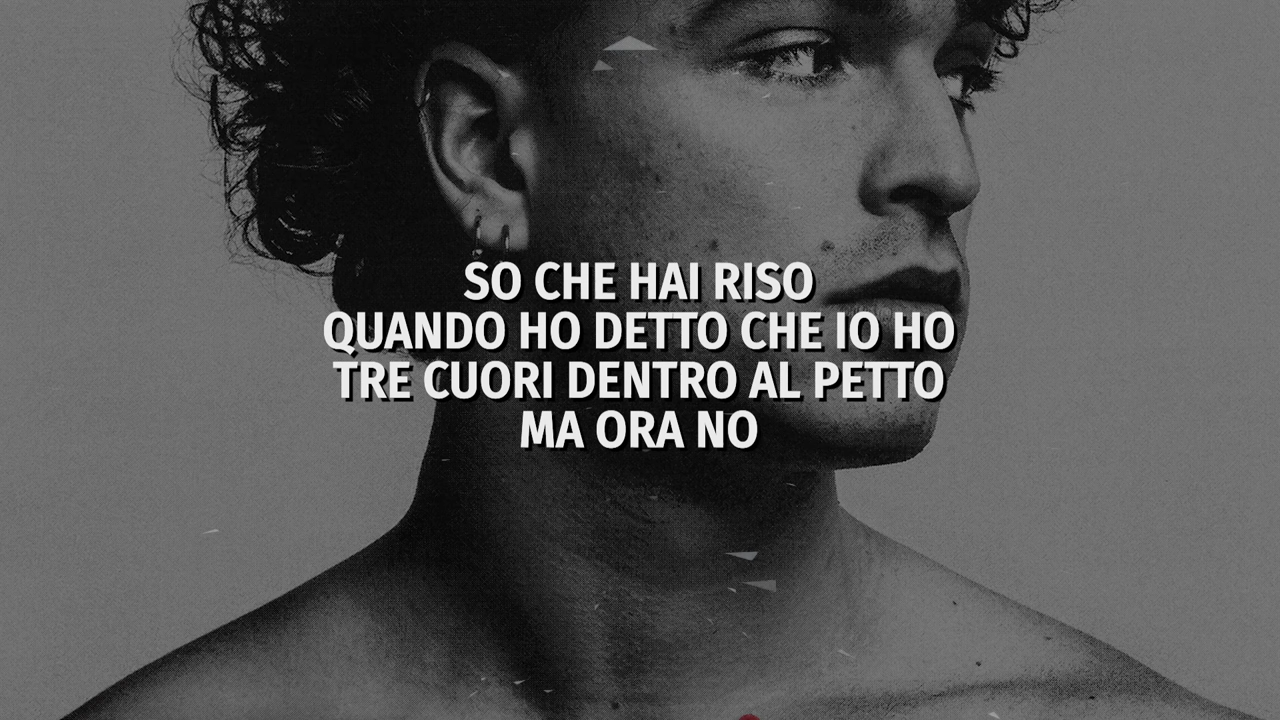 SO CHE HAI RISO
QUANDO HO DETTO CHE IO HO
TRE CUORI DENTRO AL PETTO
MA ORA NO